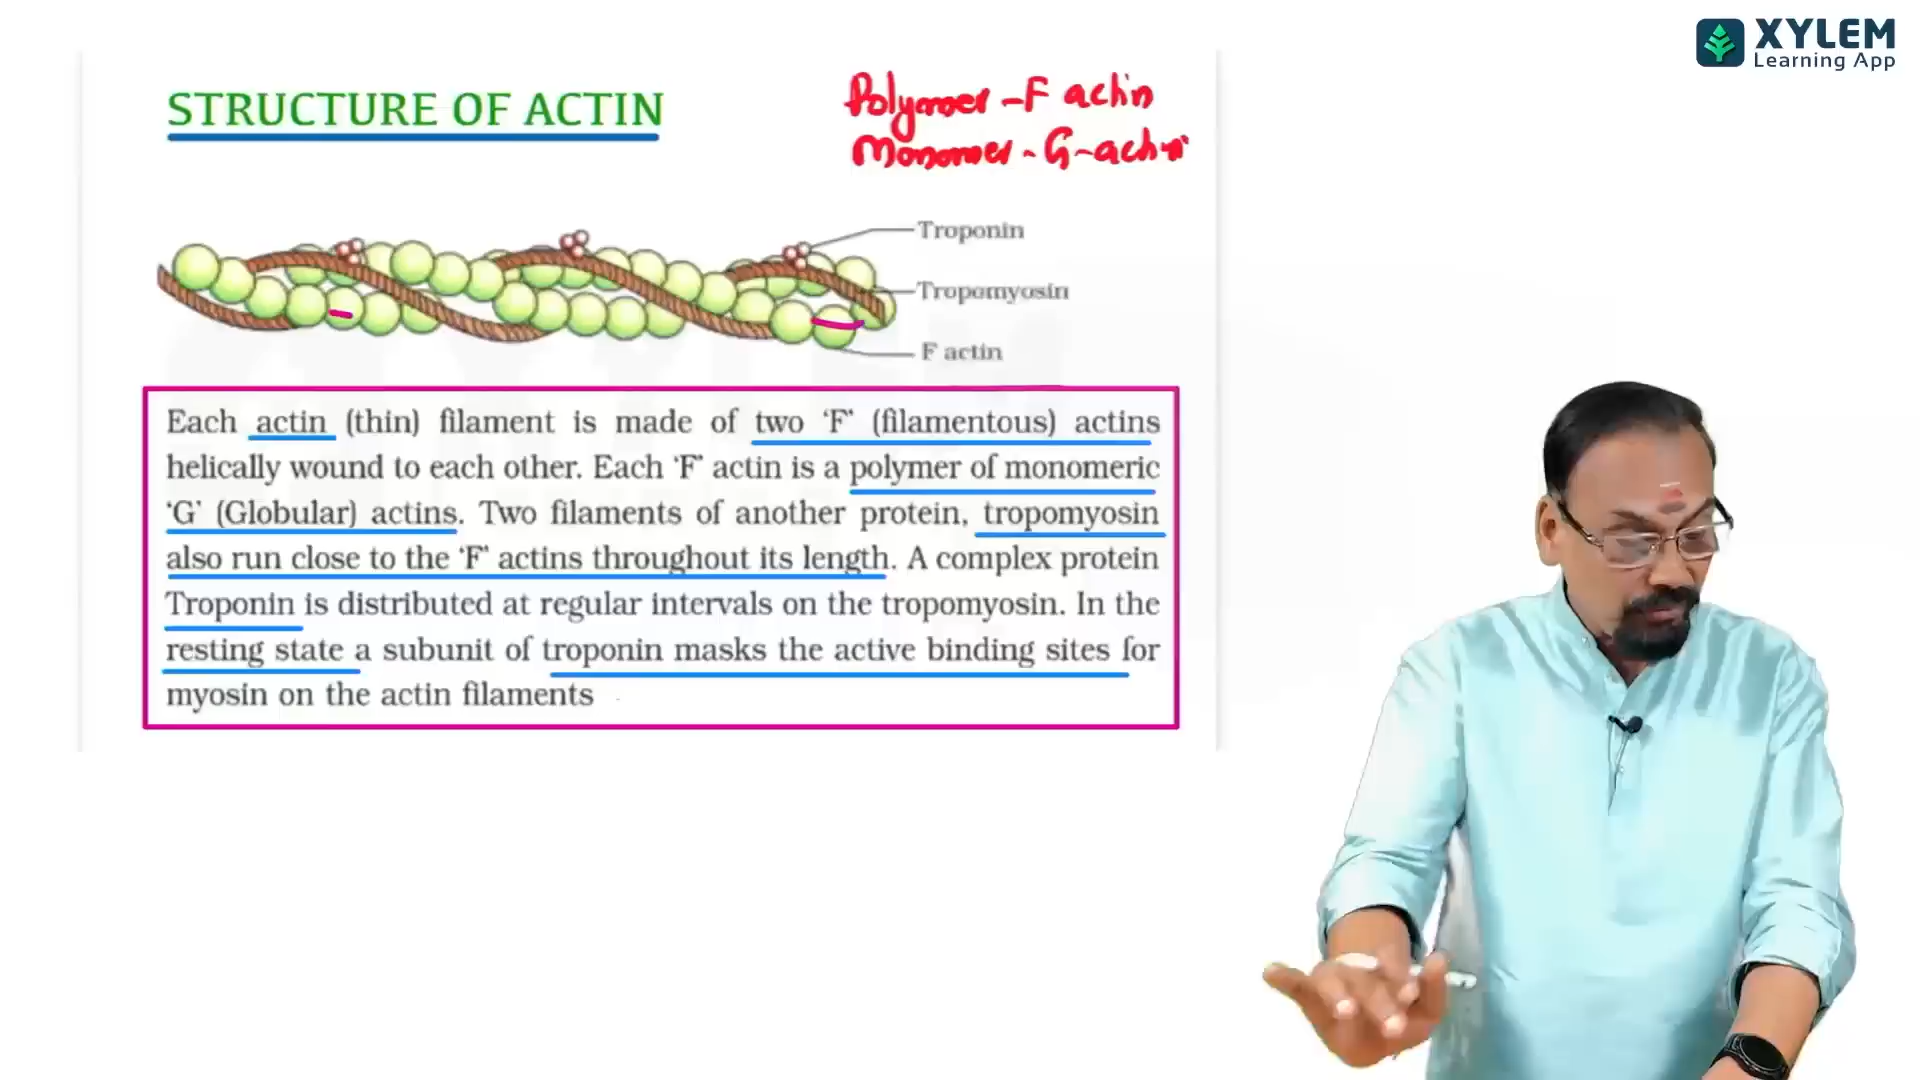 XYLEM
Learning App
STRUCTURE OF ACTIN
Polymer - F actin
Monomer - G-actin
Troponin
Tropomyosin
F actin
Each actin (thin) filament is made of two ‘F’ (filamentous) actins
helically wound to each other. Each ‘F’ actin is a polymer of monomeric
‘G’ (Globular) actins. Two filaments of another protein, tropomyosin
also run close to the ‘F’ actins throughout its length. A complex protein
Troponin is distributed at regular intervals on the tropomyosin. In the
resting state a subunit of troponin masks the active binding sites for
myosin on the actin filaments